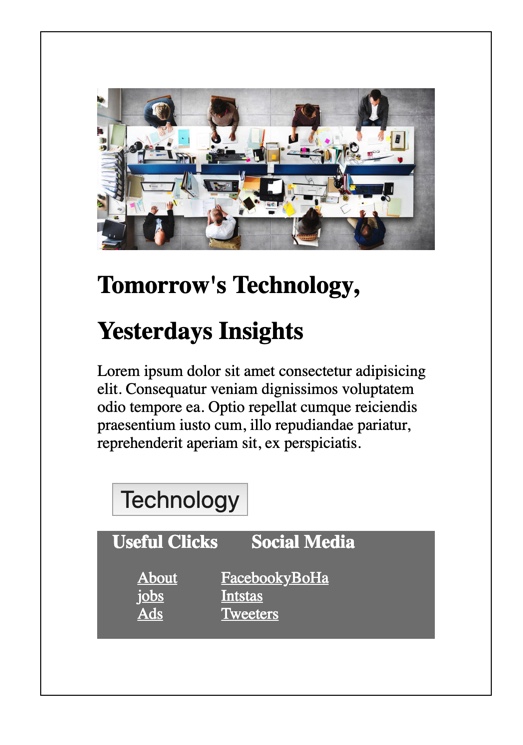 Tomorrow's Technology,
Yesterdays Insights
Lorem ipsum dolor sit amet consectetur adipisicing
elit. Consequatur veniam dignissimos voluptatem
odio tempore ea. Optio repellat cumque reiciendis
praesentium iusto cum, illo repudiandae pariatur,
reprehenderit aperiam sit, ex perspiciatis.
Technology
Useful Clicks Social Media
About FacebookyBoHa
jobs Intstas
Ads Tweeters